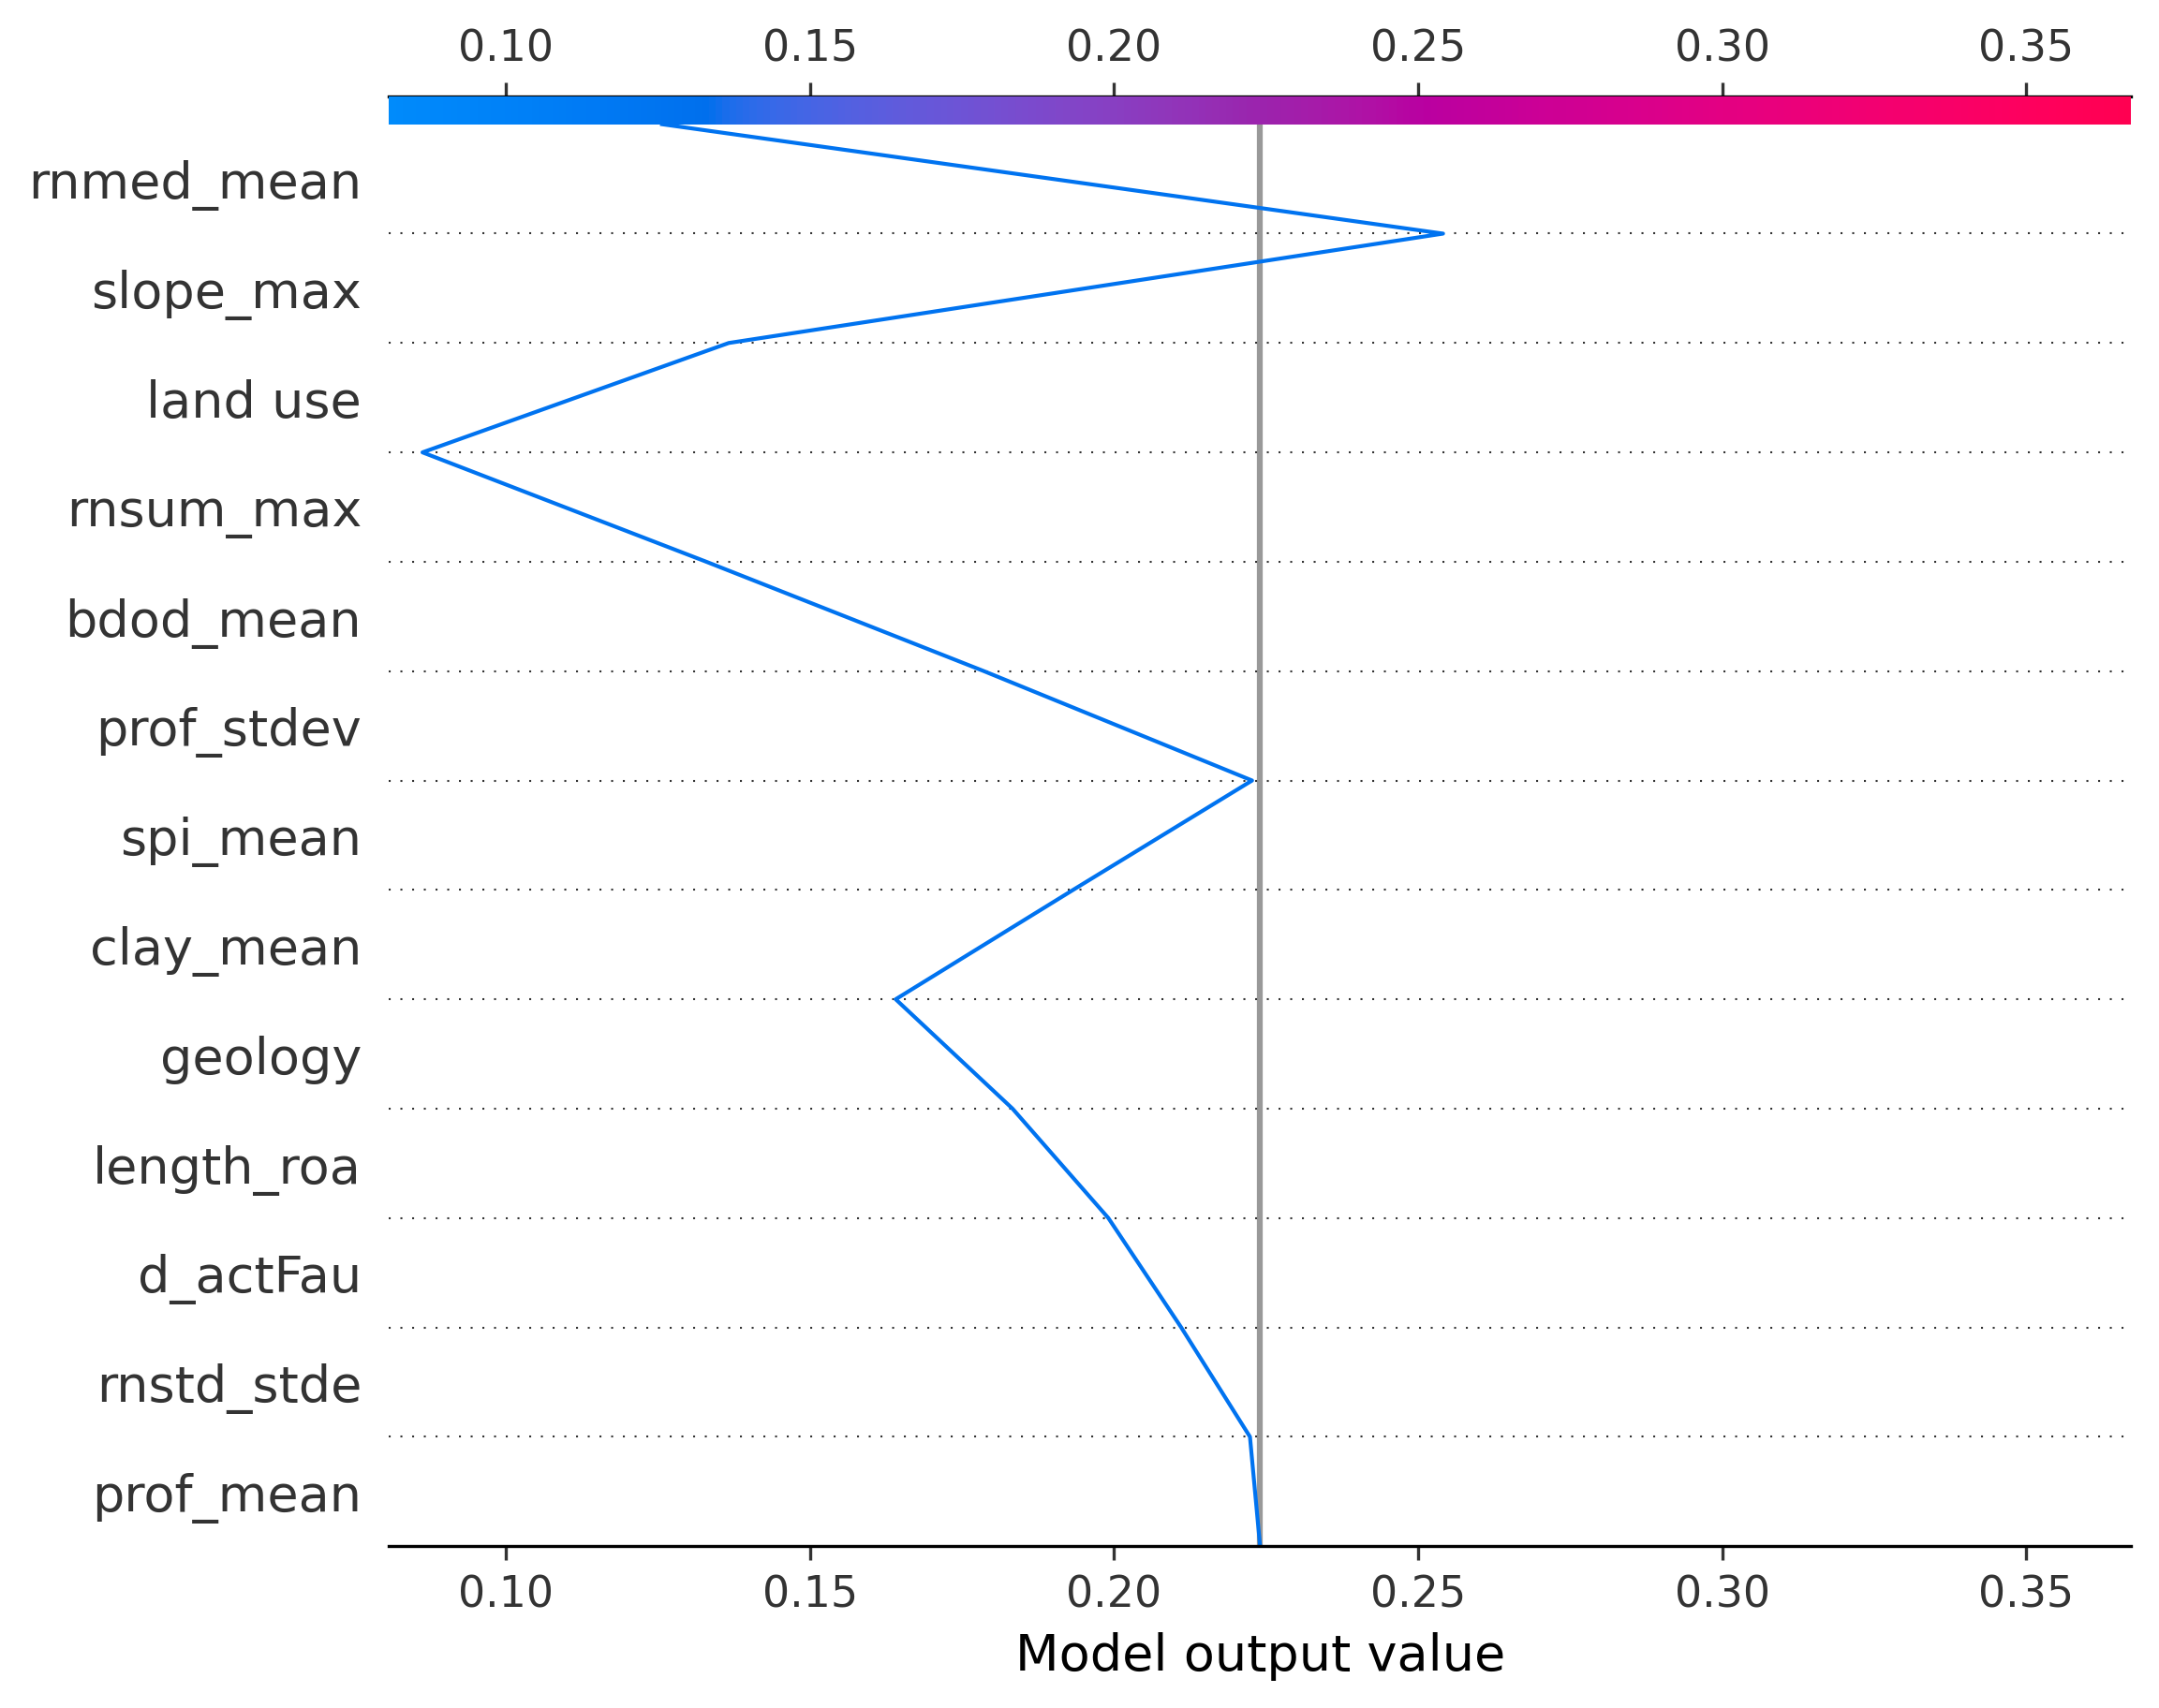 0.10 0.15 0.20 0.25 0.30 0.35
rnmed_mean
slope_max
land use
rnsum_max
bdod_mean
prof_stdev
spi_mean
clay_mean
geology
length_roa
d_actFau
rnstd_stde
prof_mean
0.10 0.15 0.20 0.25 0.30 0.35
Model output value